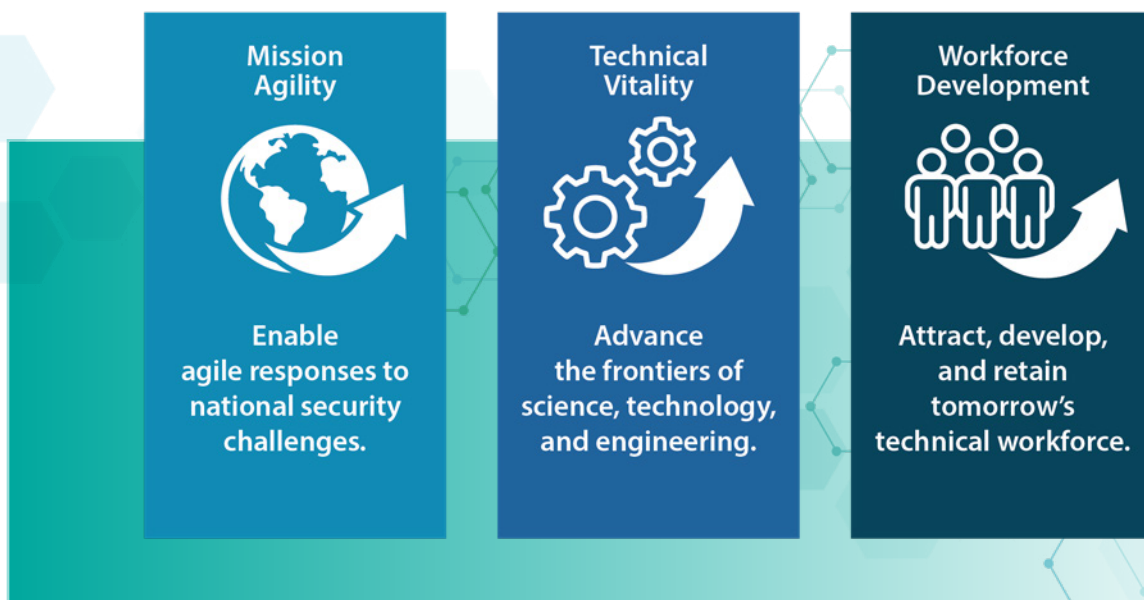 Mission
Agility
Enable
agile responses to
national security
challenges.
Technical
Vitality
Advance
the frontiers of
science, technology,
and engineering.
Workforce
Development
Attract, develop,
and retain
tomorrow’s
technical workforce.